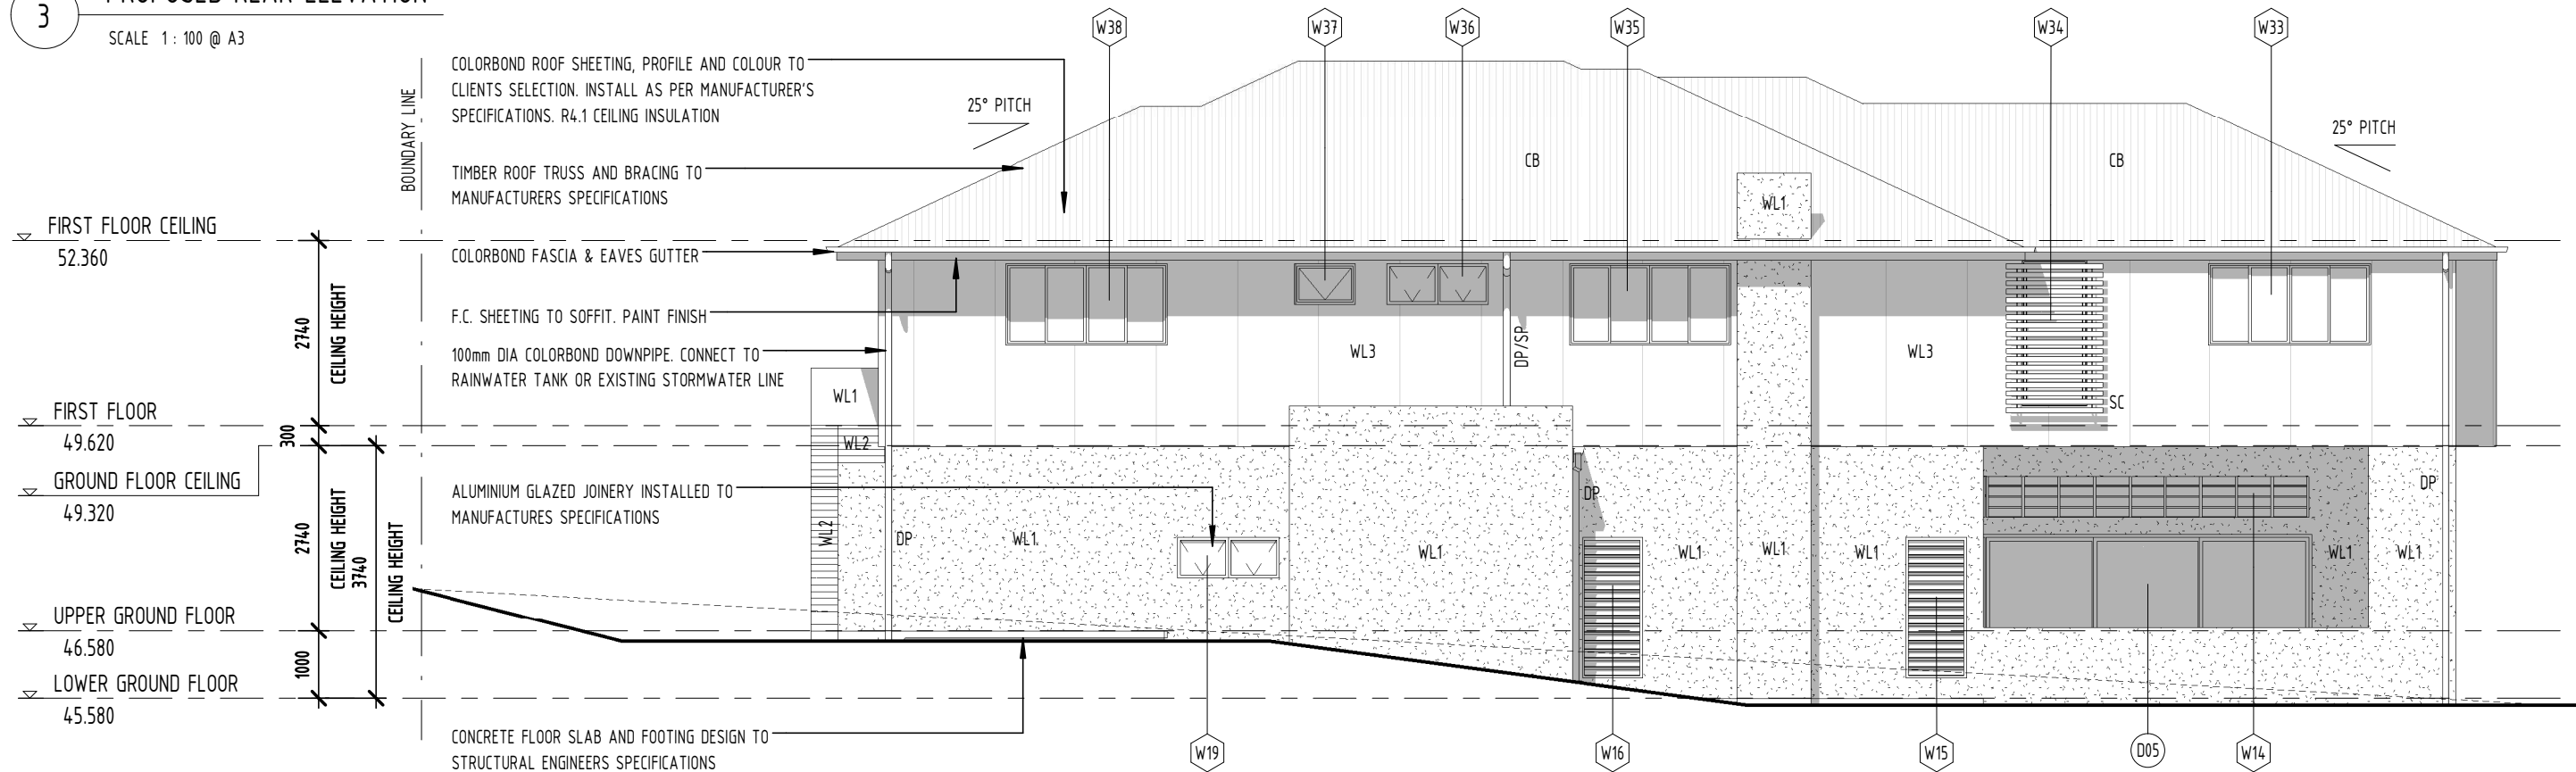 3
PROPOSED REAR ELEVATION
SCALE 1 : 100 @ A3
W38
W37
W36
W35
W34
W33
BOUNDARY LINE
COLORBOND ROOF SHEETING, PROFILE AND COLOUR TO
CLIENTS SELECTION. INSTALL AS PER MANUFACTURER'S
SPECIFICATIONS. R4.1 CEILING INSULATION
25° PITCH
25° PITCH
TIMBER ROOF TRUSS AND BRACING TO
MANUFACTURERS SPECIFICATIONS
CB
CB
WL1
FIRST FLOOR CEILING
52.360
COLORBOND FASCIA & EAVES GUTTER
F.C. SHEETING TO SOFFIT. PAINT FINISH
100mm DIA COLORBOND DOWNPIPE. CONNECT TO
RAINWATER TANK OR EXISTING STORMWATER LINE
2740
CEILING HEIGHT
WL3
DP/SP
WL3
SC
WL1
WL2
FIRST FLOOR
49.620
300
GROUND FLOOR CEILING
49.320
ALUMINIUM GLAZED JOINERY INSTALLED TO
MANUFACTURES SPECIFICATIONS
2740
CEILING HEIGHT
3740
CEILING HEIGHT
WL2
DP
WL1
WL1
DP
WL1
WL1
WL1
WL1
WL1
DP
UPPER GROUND FLOOR
46.580
1000
LOWER GROUND FLOOR
45.580
CONCRETE FLOOR SLAB AND FOOTING DESIGN TO
STRUCTURAL ENGINEERS SPECIFICATIONS
W19
W16
W15
D05
W14